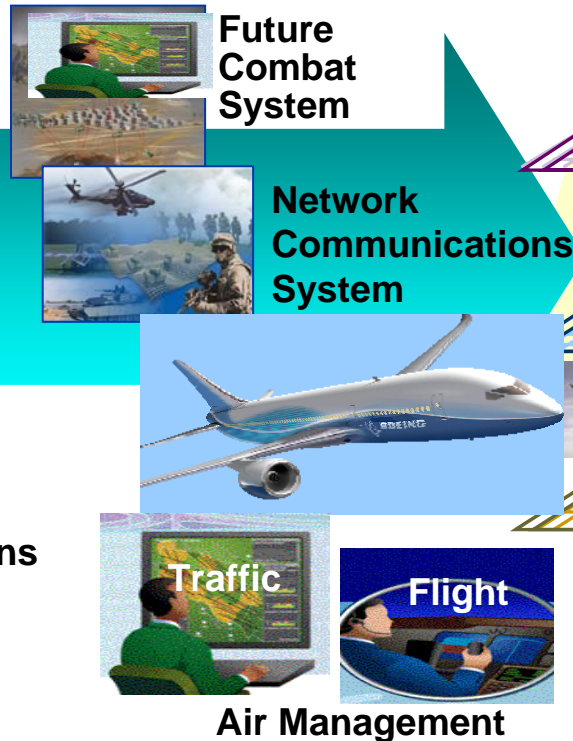 Future
Combat
System
Network
Communications
System
BOEING
ns
Traffic
Flight
Air Management